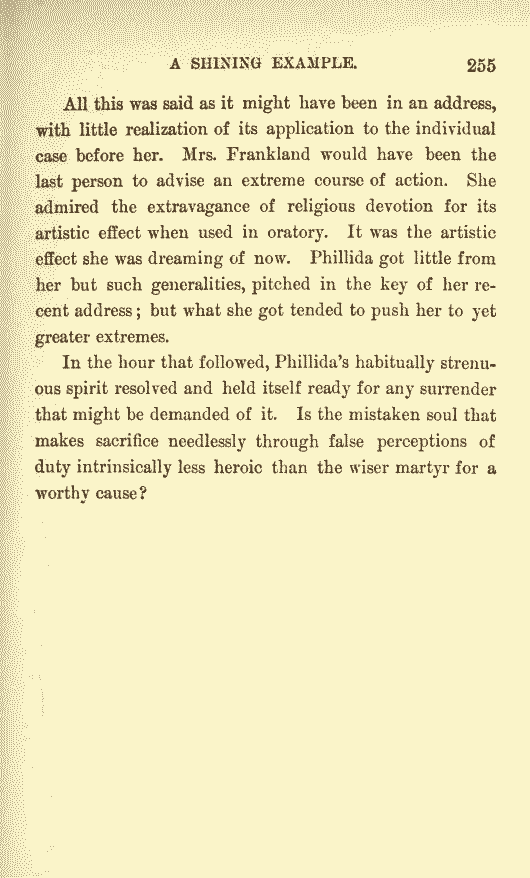 A SHINING EXAMPLE. 255
All this was said as it might have been in an address,
with little realization of its application to the individual
case before her. Mrs. Frankland would have been the
last person to advise an extreme course of action. She
admired the extravagance of religious devotion for its
artistic effect when used in oratory. It was the artistic
effect she was dreaming of now. Phillida got little from
her but such generalities, pitched in the key of her re-
cent address; but what she got tended to push her to yet
greater extremes.
In the hour that followed, Phillida's habitually strenu-
ous spirit resolved and held itself ready for any surrender
that might be demanded of it. Is the mistaken soul that
makes sacrifice needlessly through false perceptions of
duty intrinsically less heroic than the wiser martyr for a
worthy cause?